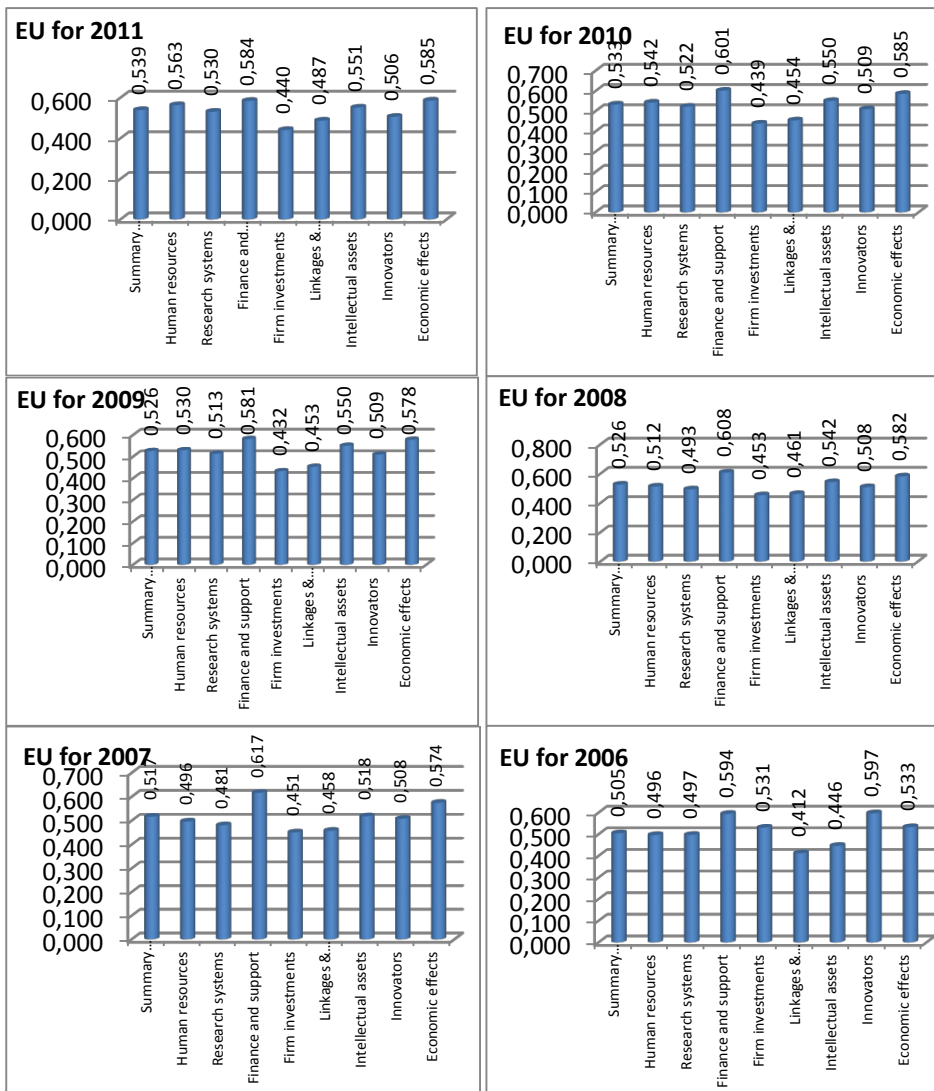 EU for 2011
0,539
0,563
0,530
0,584
0,440
0,487
0,551
0,506
0,585
0,600
0,400
0,200
0,000
Summary…
Human resources
Research systems
Finance and…
Firm investments
Linkages &…
Intellectual assets
Innovators
Economic effects
EU for 2010
0,533
0,542
0,522
0,601
0,439
0,454
0,550
0,509
0,585
0,700
0,600
0,500
0,400
0,300
0,200
0,100
0,000
Summary…
Human resources
Research systems
Finance and support
Firm investments
Linkages &…
Intellectual assets
Innovators
Economic effects
EU for 2009
0,526
0,530
0,513
0,581
0,432
0,453
0,550
0,509
0,578
0,600
0,500
0,400
0,300
0,200
0,100
0,000
Summary…
Human resources
Research systems
Finance and support
Firm investments
Linkages &…
Intellectual assets
Innovators
Economic effects
EU for 2008
0,526
0,512
0,493
0,608
0,453
0,461
0,542
0,508
0,582
0,800
0,600
0,400
0,200
0,000
Summary…
Human resources
Research systems
Finance and support
Firm investments
Linkages &…
Intellectual assets
Innovators
Economic effects
EU for 2007
0,517
0,496
0,481
0,617
0,451
0,458
0,518
0,508
0,574
0,700
0,600
0,500
0,400
0,300
0,200
0,100
0,000
Summary…
Human resources
Research systems
Finance and support
Firm investments
Linkages &…
Intellectual assets
Innovators
Economic effects
EU for 2006
0,505
0,496
0,497
0,594
0,531
0,412
0,446
0,597
0,533
0,600
0,500
0,400
0,300
0,200
0,100
0,000
Summary…
Human resources
Research systems
Finance and support
Firm investments
Linkages &…
Intellectual assets
Innovators
Economic effects